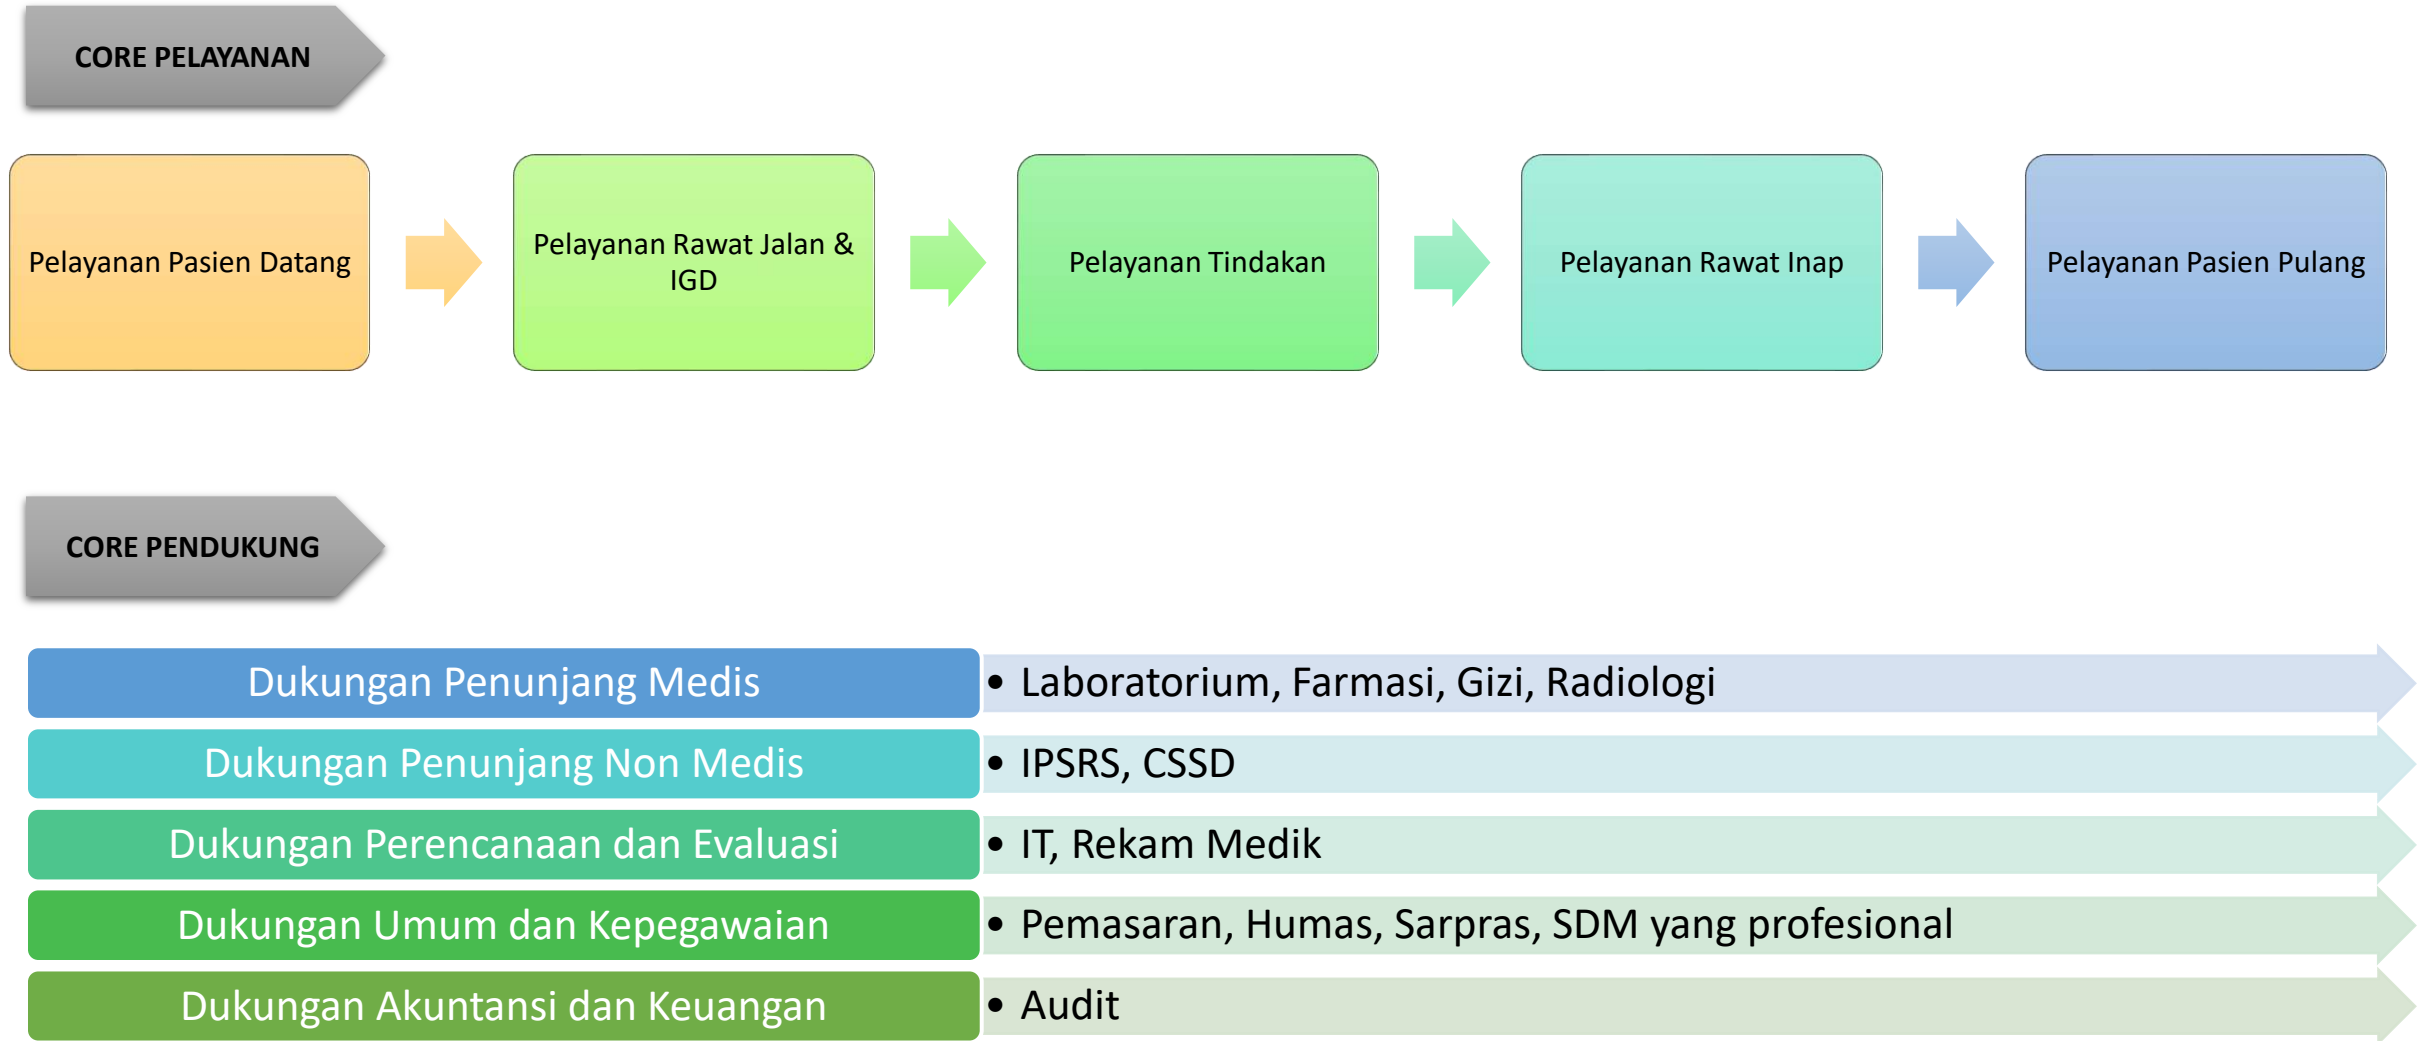 CORE PELAYANAN
Pelayanan Pasien Datang
Pelayanan Rawat Jalan &
IGD
Pelayanan Tindakan
Pelayanan Rawat Inap
Pelayanan Pasien Pulang
CORE PENDUKUNG
Dukungan Penunjang Medis
• Laboratorium, Farmasi, Gizi, Radiologi
Dukungan Penunjang Non Medis
• IPSRS, CSSD
Dukungan Perencanaan dan Evaluasi
• IT, Rekam Medik
Dukungan Umum dan Kepegawaian
• Pemasaran, Humas, Sarpras, SDM yang profesional
Dukungan Akuntansi dan Keuangan
• Audit